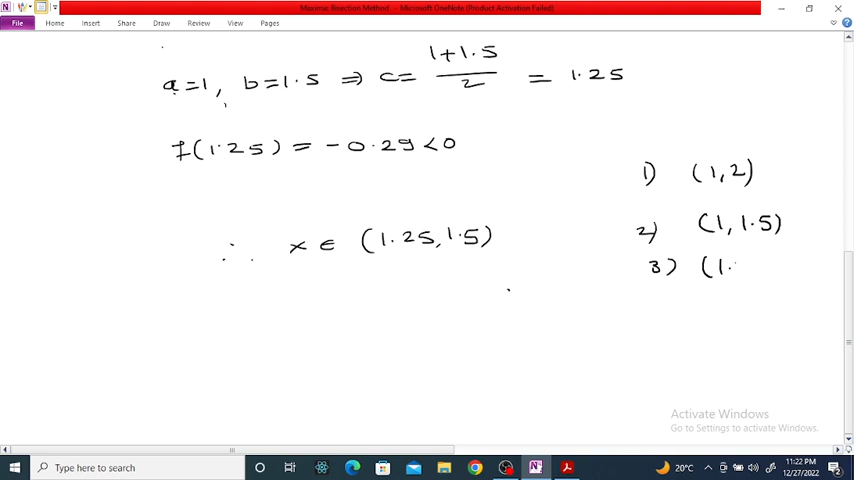 Maximuc Bisection Method - Microsoft OneNote (Product Activation Failed)
File Home Insert Share Draw Review View Pages
a=1, b=1.5 ⇒ c= 1+1.5 / 2 = 1.25
f(1.25) = -0.29<0
1) (1,2)
2) (1, 1.5)
∴ x ∈ (1.25, 1.5)
3) (1.
Activate Windows
Go to Settings to activate Windows.
Type here to search
20°C
11:22 PM
12/27/2022
2